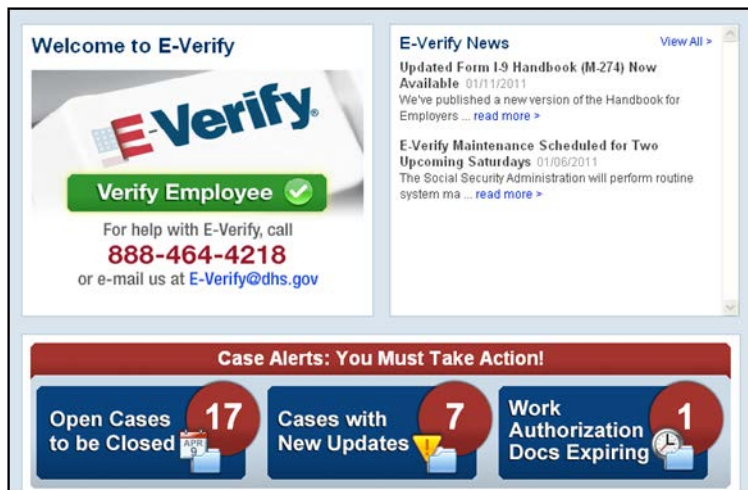 Welcome to E-Verify
E-Verify®
Verify Employee
For help with E-Verify, call
888-464-4218
or e-mail us at E-Verify@dhs.gov
E-Verify News
View All >
Updated Form I-9 Handbook (M-274) Now
Available 01/11/2011
We've published a new version of the Handbook for
Employers ... read more >
E-Verify Maintenance Scheduled for Two
Upcoming Saturdays 01/06/2011
The Social Security Administration will perform routine
system ma ... read more >
Case Alerts: You Must Take Action!
Open Cases
to be Closed
17
APR
9
Cases with
New Updates
7
Work
Authorization
Docs Expiring
1